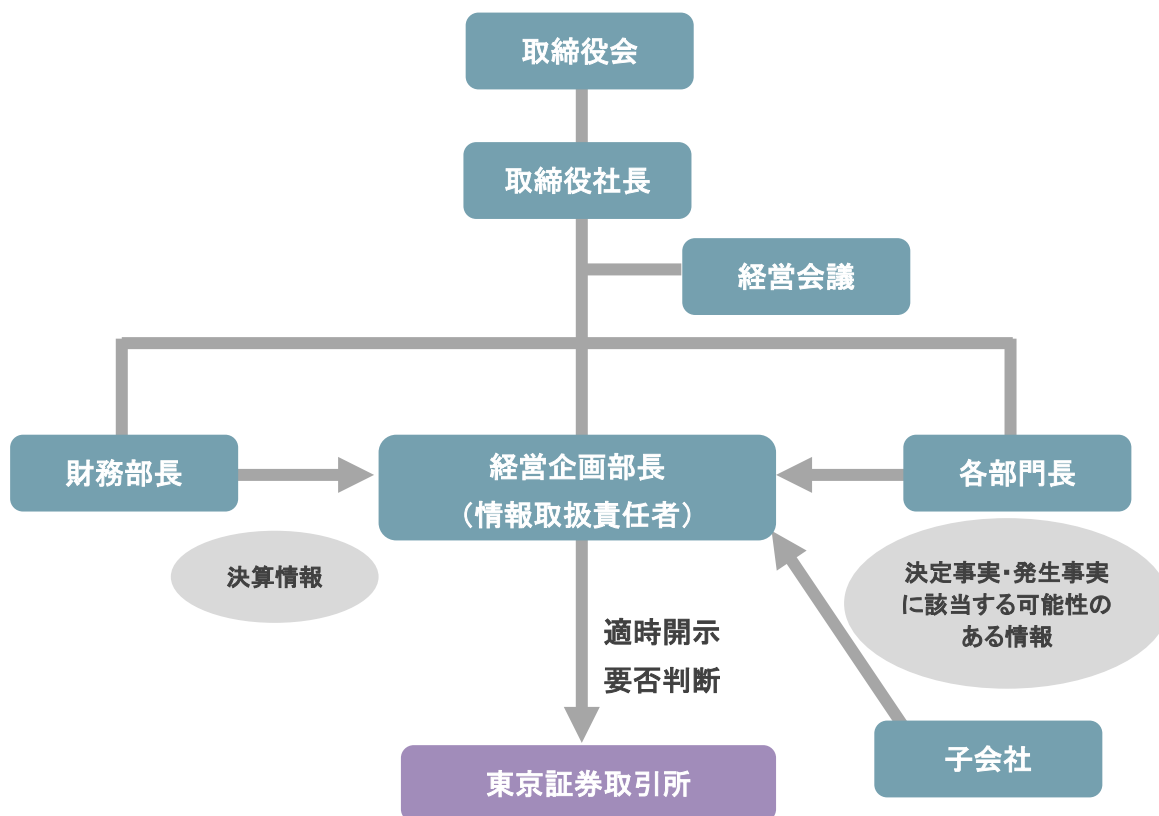 取締役会
取締役社長
経営会議
財務部長
経営企画部長
（情報取扱責任者）
各部門長
決算情報
決定事実・発生事実
に該当する可能性の
ある情報
適時開示
要否判断
子会社
東京証券取引所